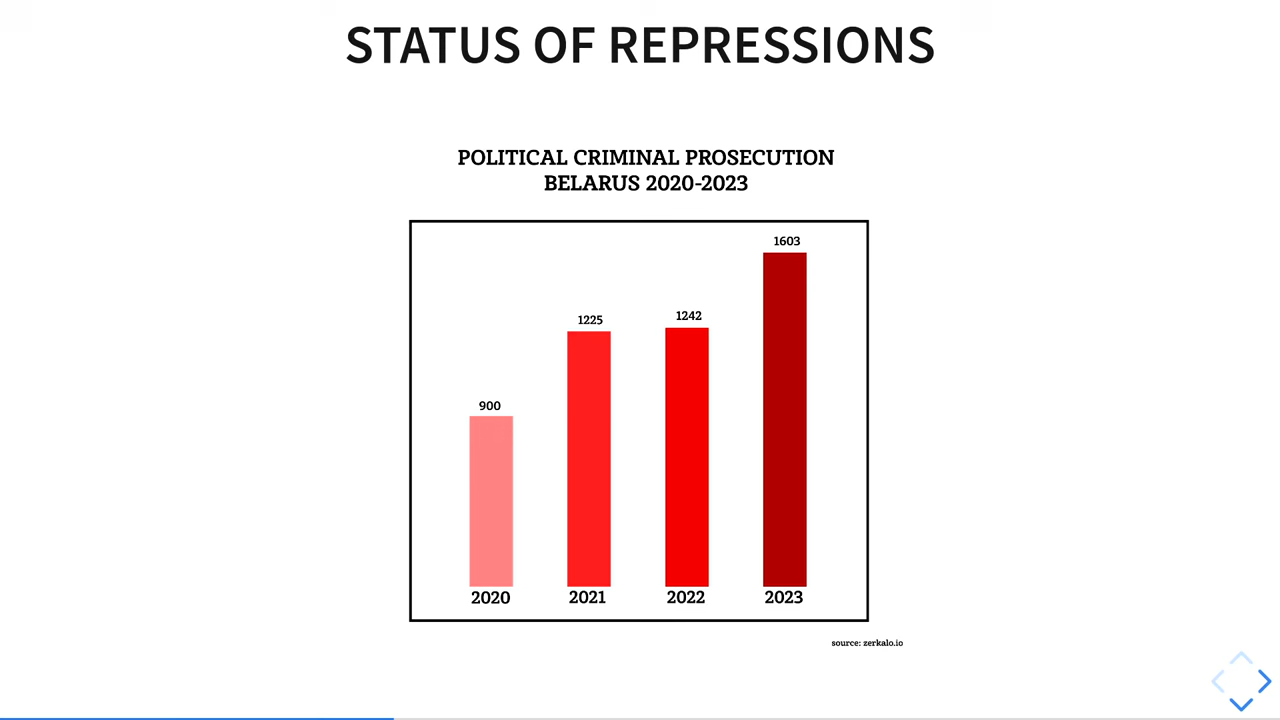 STATUS OF REPRESSIONS
POLITICAL CRIMINAL PROSECUTION
BELARUS 2020-2023
1603
1225
1242
900
2020
2021
2022
2023
source: zerkalo.io